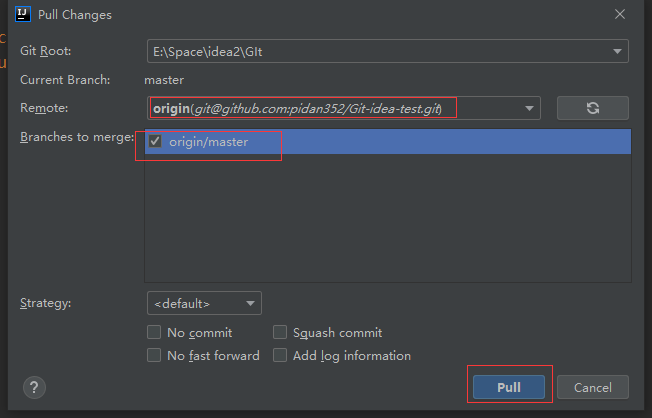 Pull Changes
Git Root: E:\Space\idea2\GIt
Current Branch: master
Remote: origin(git@github.com:pidan352/Git-idea-test.git)
Branches to merge: origin/master
Strategy: <default>
No commit Squash commit
No fast forward Add log information
? Pull Cancel